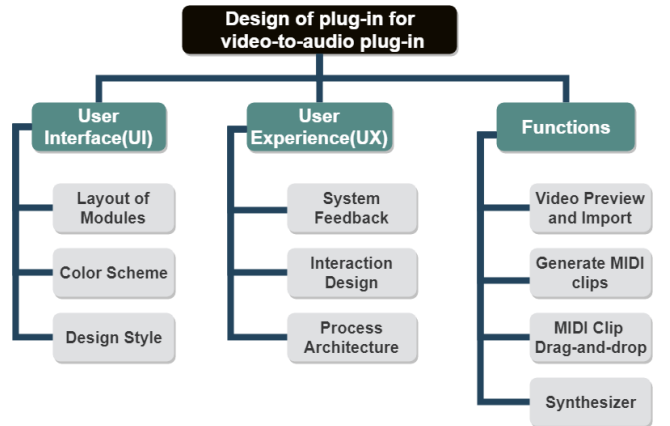 Design of plug-in for
video-to-audio plug-in
User
Interface(UI)
Layout of
Modules
Color Scheme
Design Style
User
Experience(UX)
System
Feedback
Interaction
Design
Process
Architecture
Functions
Video Preview
and Import
Generate MIDI
clips
MIDI Clip
Drag-and-drop
Synthesizer